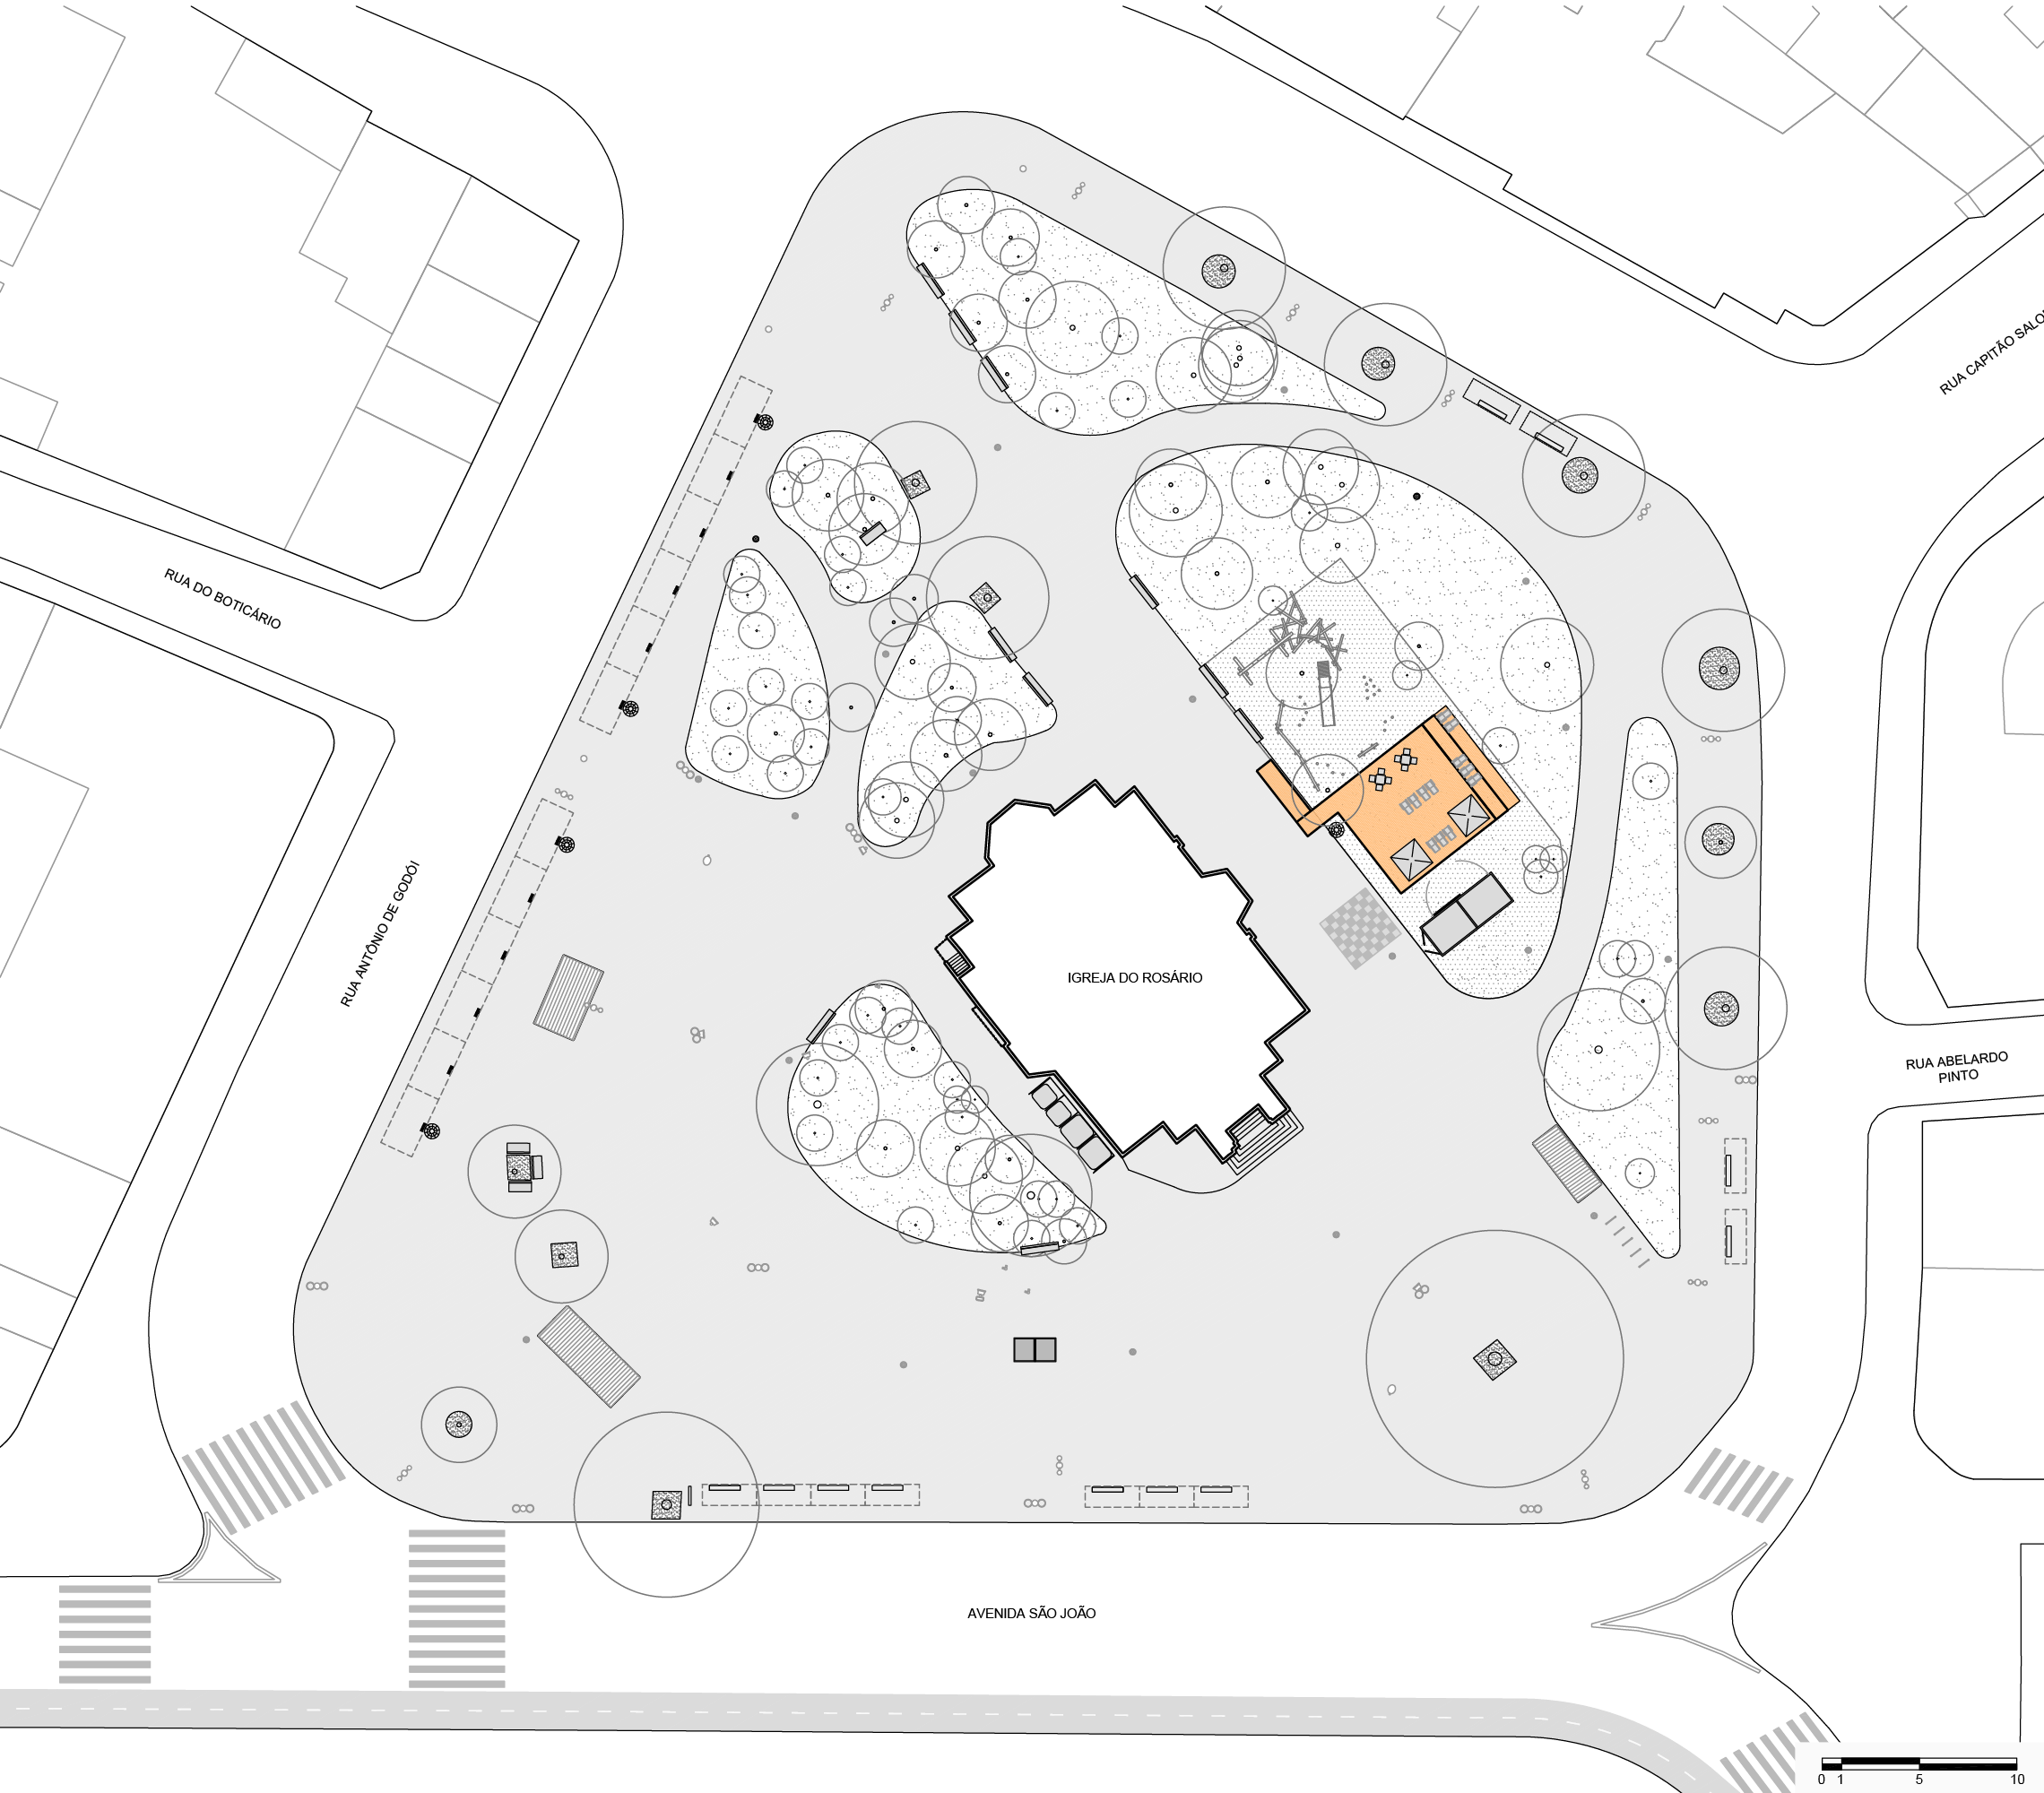 RUA CAPITÃO
RUA DO BOTICÁRIO
RUA ANTÔNIO DE GODÓI
IGREJA DO ROSÁRIO
RUA ABELARDO
PINTO
AVENIDA SÃO JOÃO
0 1 5 10